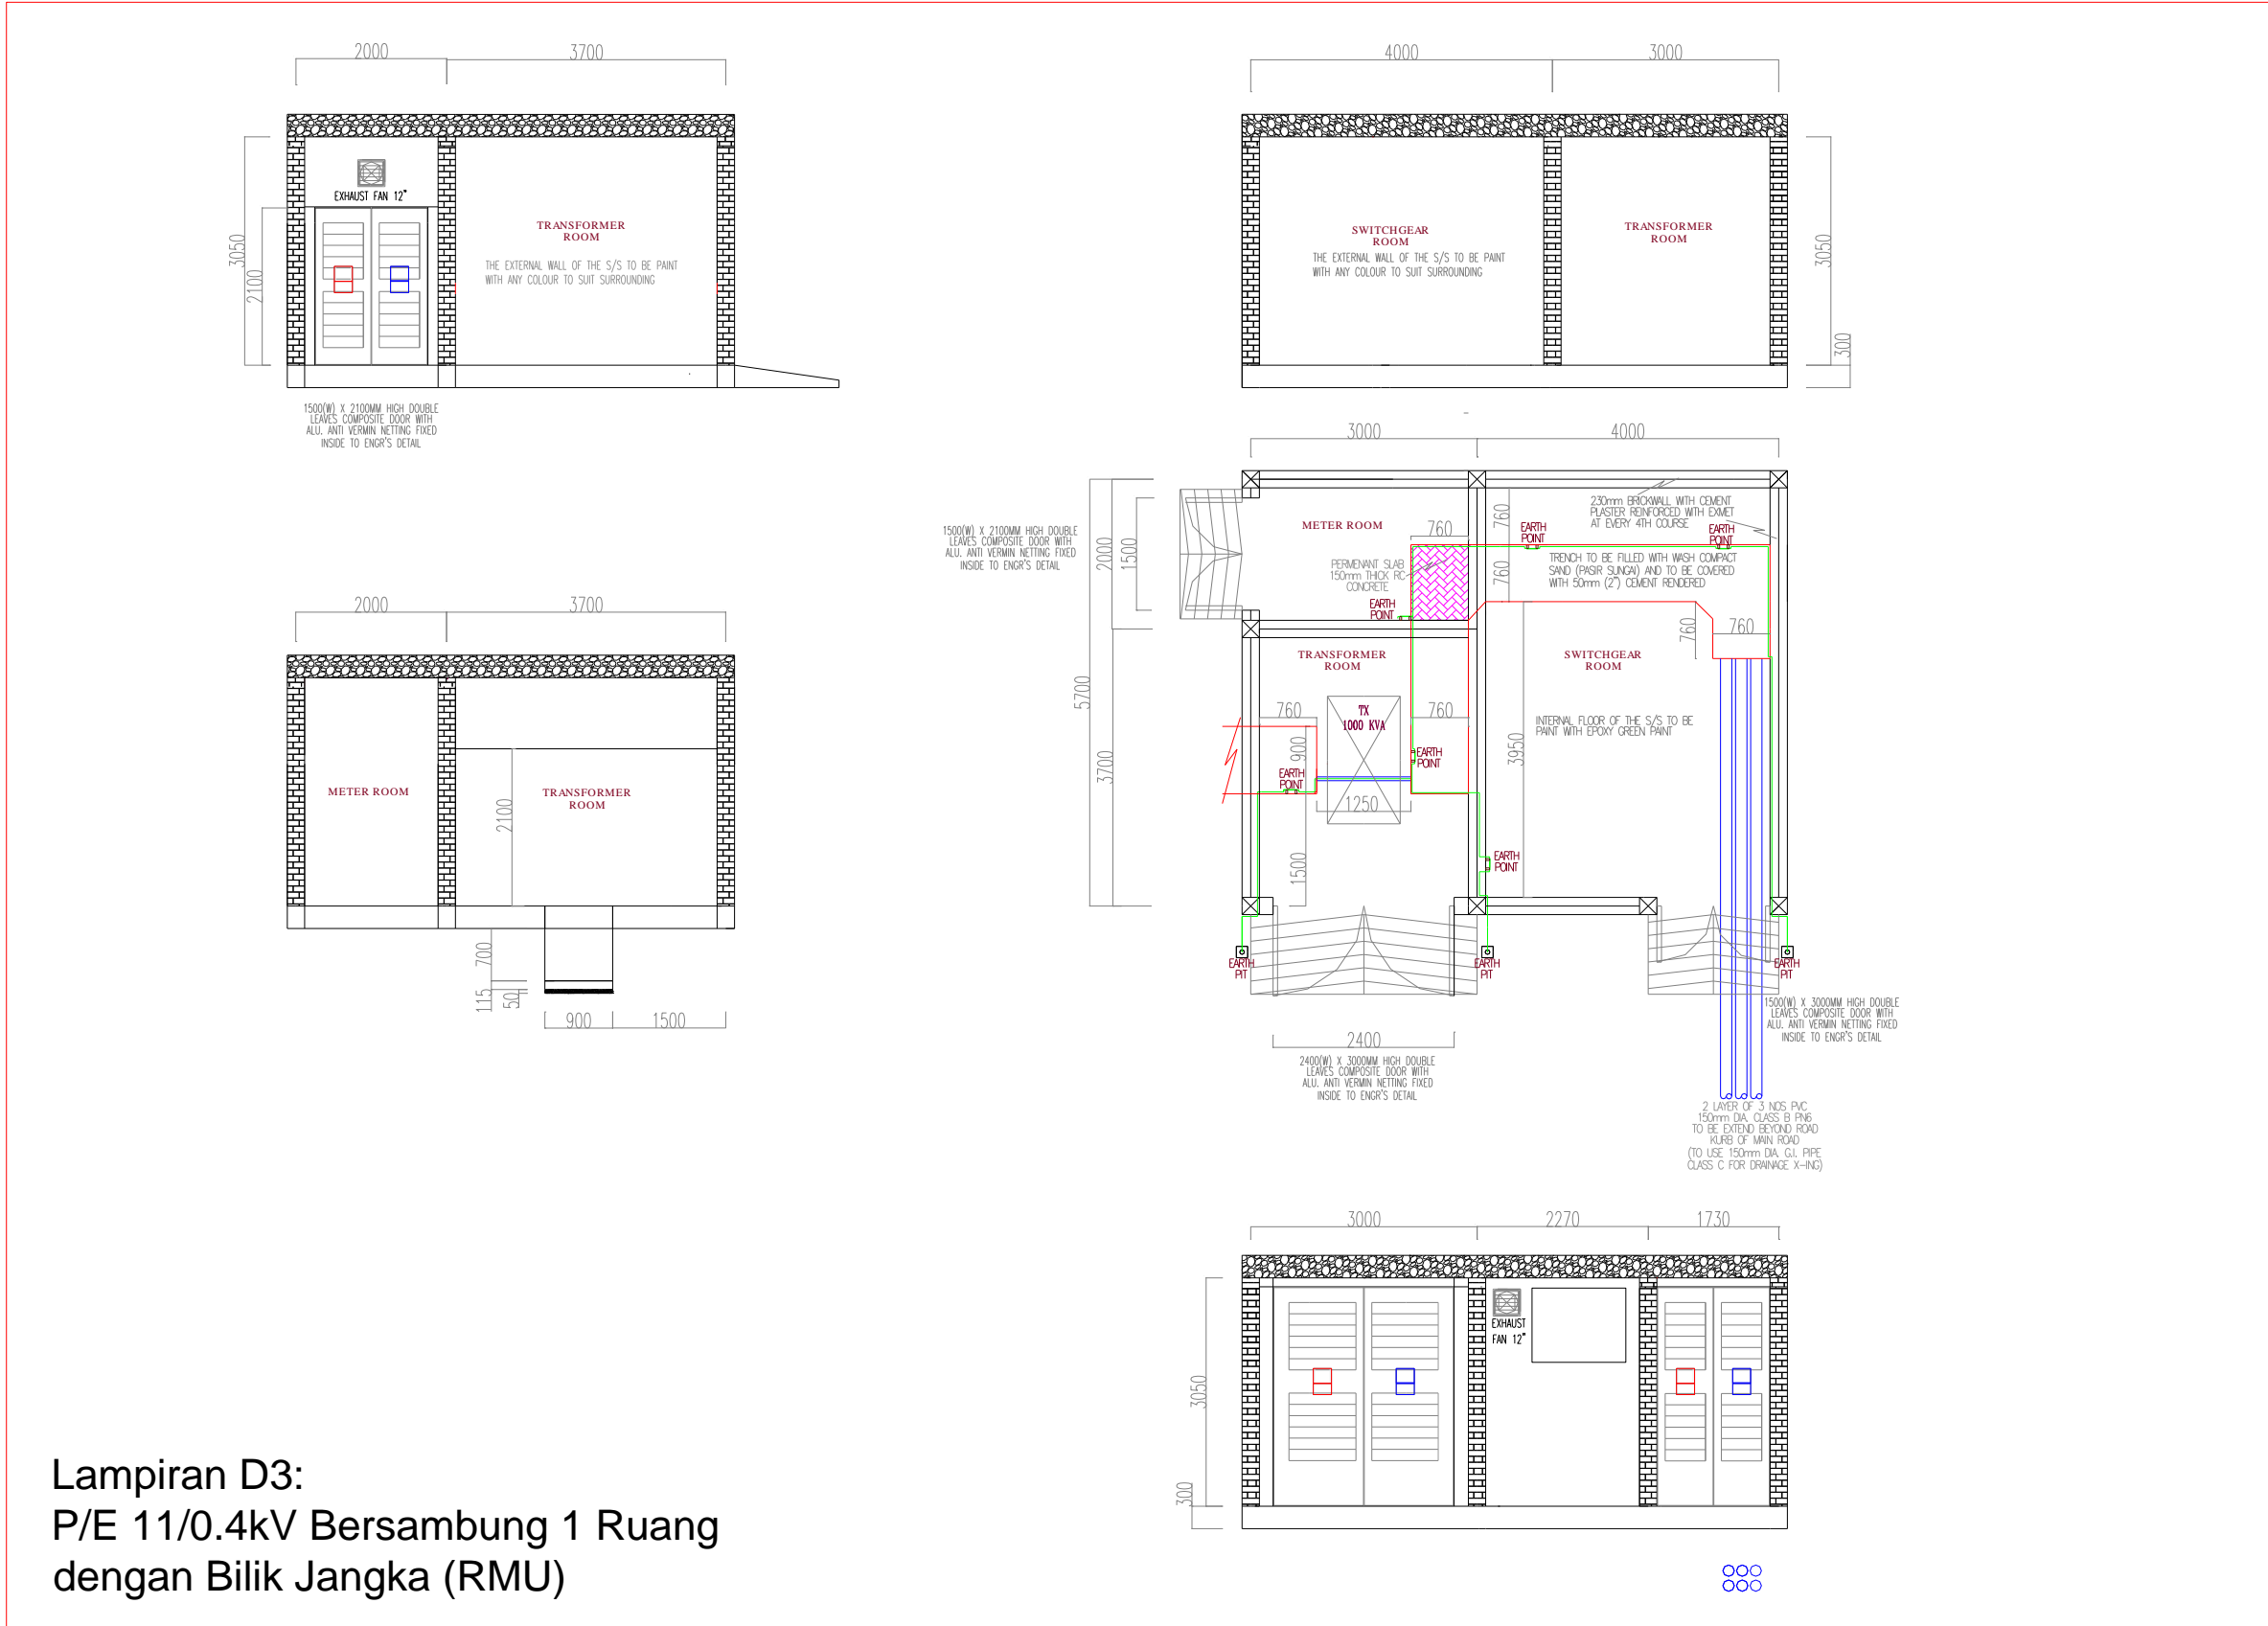 2000
3700
EXHAUST FAN 12"
TRANSFORMER
ROOM
THE EXTERNAL WALL OF THE S/S TO BE PAINT
WITH ANY COLOUR TO SUIT SURROUNDING
3050
2100
1500(W) X 2100MM HIGH DOUBLE
LEAVES COMPOSITE DOOR WITH
ALU. ANTI VERMIN NETTING FIXED
INSIDE TO ENGR'S DETAIL
4000
3000
SWITCHGEAR
ROOM
THE EXTERNAL WALL OF THE S/S TO BE PAINT
WITH ANY COLOUR TO SUIT SURROUNDING
TRANSFORMER
ROOM
3050
300
2000
3700
METER ROOM
TRANSFORMER
ROOM
2100
700
115
50
900
1500
3000
4000
1500(W) X 2100MM HIGH DOUBLE
LEAVES COMPOSITE DOOR WITH
ALU. ANTI VERMIN NETTING FIXED
INSIDE TO ENGR'S DETAIL
5700
2000
1500
3700
METER ROOM
760
PERMENANT SLAB
150mm THICK RC
CONCRETE
EARTH
POINT
760
760
230mm BRICKWALL WITH CEMENT
PLASTER REINFORCED WITH EXMET
AT EVERY 4TH COURSE
EARTH
POINT
EARTH
POINT
TRENCH TO BE FILLED WITH WASH COMPACT
SAND (PASIR SUNGAI) AND TO BE COVERED
WITH 50mm (2") CEMENT RENDERED
760
760
TRANSFORMER
ROOM
SWITCHGEAR
ROOM
760
TX
1000 KVA
760
900
EARTH
POINT
EARTH
POINT
1250
1500
3950
INTERNAL FLOOR OF THE S/S TO BE
PAINT WITH EPOXY GREEN PAINT
EARTH
POINT
EARTH
PIT
EARTH
PIT
EARTH
PIT
1500(W) X 3000MM HIGH DOUBLE
LEAVES COMPOSITE DOOR WITH
ALU. ANTI VERMIN NETTING FIXED
INSIDE TO ENGR'S DETAIL
2400
2400(W) X 3000MM HIGH DOUBLE
LEAVES COMPOSITE DOOR WITH
ALU. ANTI VERMIN NETTING FIXED
INSIDE TO ENGR'S DETAIL
2 LAYER OF 3 NOS PVC
150mm DIA. CLASS B PN6
TO BE EXTEND BEYOND ROAD
KURB OF MAIN ROAD
(TO USE 150mm DIA. G.I. PIPE
CLASS C FOR DRAINAGE X-ING)
3000
2270
1730
EXHAUST
FAN 12"
3050
300
Lampiran D3:
P/E 11/0.4kV Bersambung 1 Ruang
dengan Bilik Jangka (RMU)